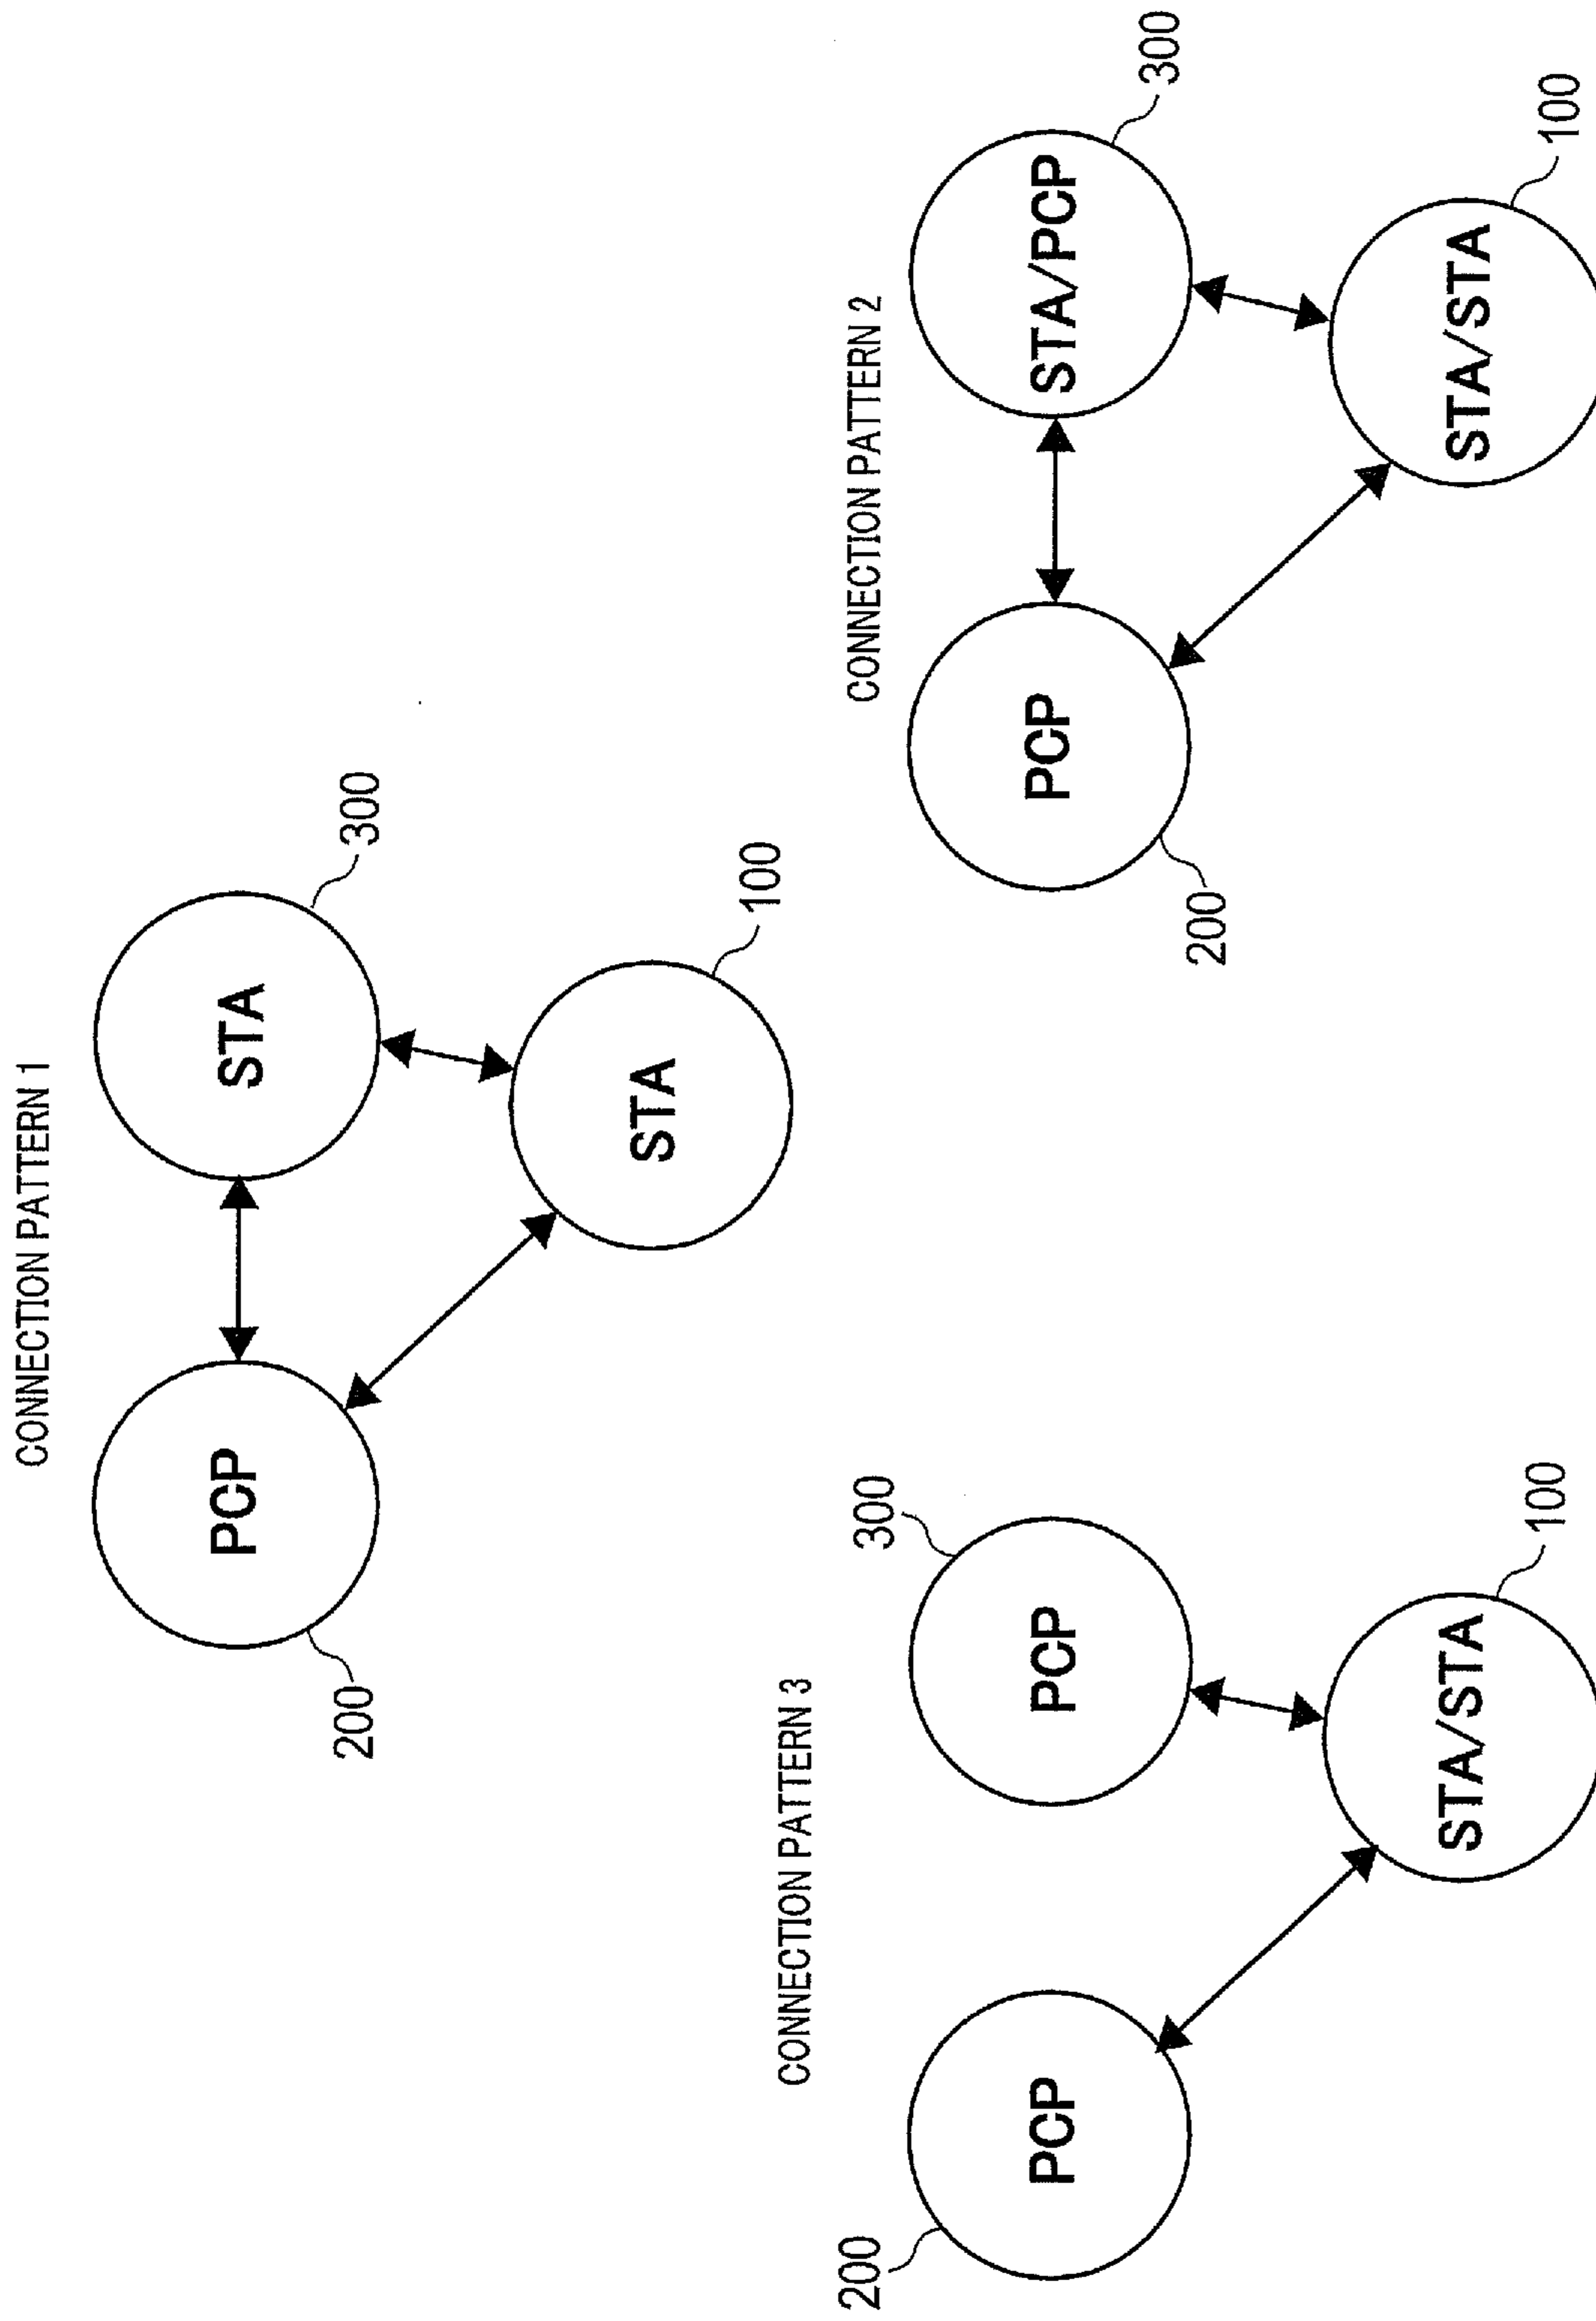 CONNECTION PATTERN 1
PCP
STA
200
300
STA
100
CONNECTION PATTERN 3
200
300
PCP
PCP
STA/STA
100
CONNECTION PATTERN 2
PCP
STA/PCP
200
300
STA/STA
100